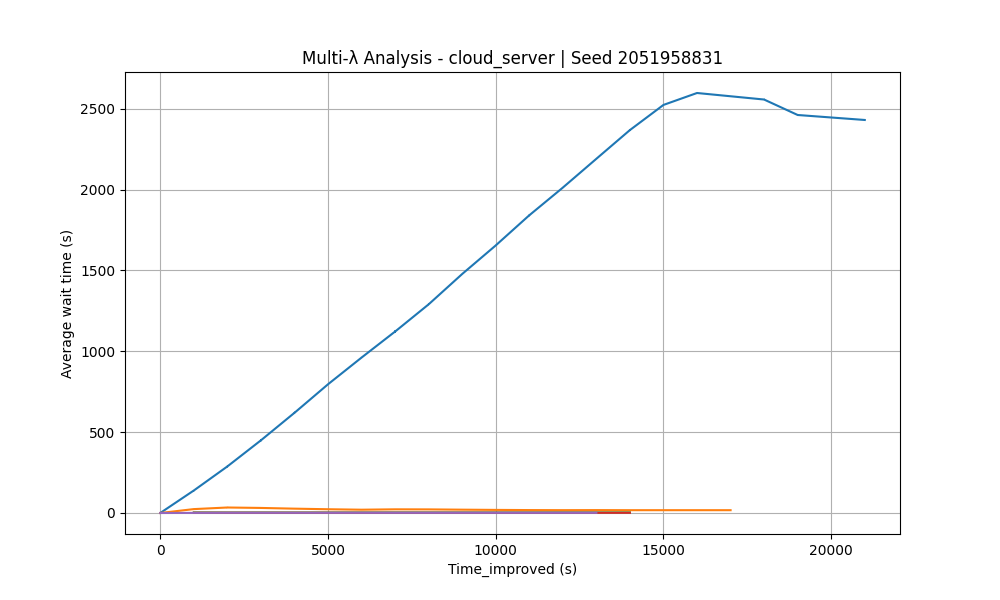 Multi-λ Analysis - cloud_server | Seed 2051958831
Average wait time (s)
2500
2000
1500
1000
500
0
0 5000 10000 15000 20000
Time_improved (s)